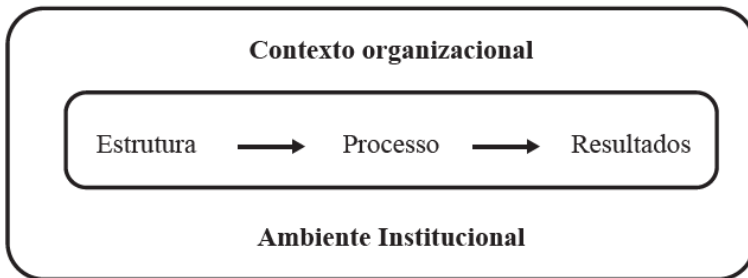 Contexto organizacional
Estrutura Processo Resultados
Ambiente Institucional